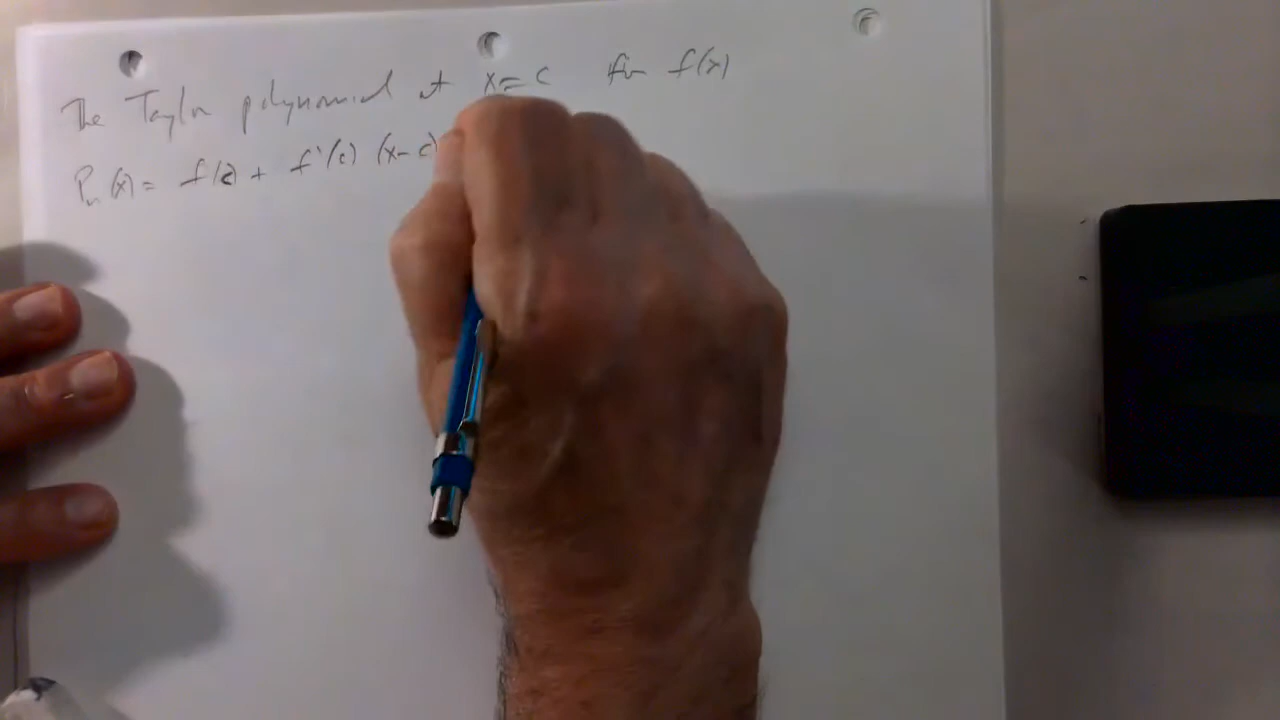 The Taylor polynomial at x = c for f(x)
Pn(x) = f(c) + f'(c) (x-c)